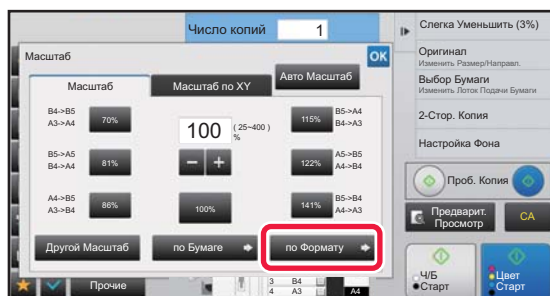 Число копий 1
Масштаб
OK
Масштаб
Масштаб по XY
Авто Масштаб
B4->B5
A3->A4
70%
100
(25~400)
%
115%
B5->A4
B4->A3
B5->A5
B4->A4
81%
122%
A5->B5
A4->B4
A4->B5
A3->B4
86%
100%
141%
B5->B4
A4->A3
Другой Масштаб
по Бумаге
по Формату
Прочие
3 B4
4 A3
A4
Слегка Уменьшить (3%)
Оригинал
Изменить Размер/Направл.
Выбор Бумаги
Изменить Лоток Подачи Бумаги
2-Стор. Копия
Настройка Фона
Проб. Копия
Предварит.
Просмотр
CA
Ч/Б
Старт
Цвет
Старт